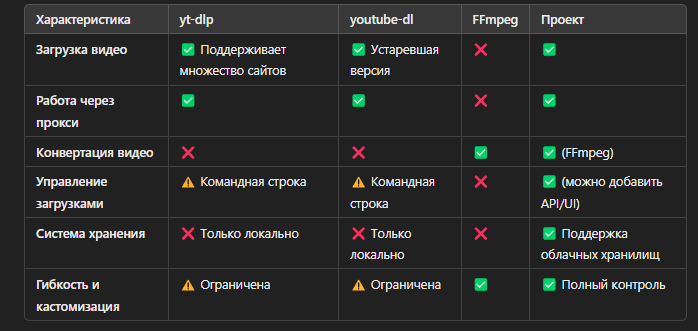 Характеристика yt-dlp youtube-dl FFmpeg Проект
Загрузка видео ✅ Поддерживает ✅ Устаревшая ❌ ✅
множество сайтов версия
Работа через ✅ ✅ ❌ ✅
прокси
Конвертация видео ❌ ❌ ✅ ✅ (FFmpeg)
Управление ⚠️ Командная строка ⚠️ Командная ❌ ✅ (можно добавить
загрузками строка API/UI)
Система хранения ❌ Только локально ❌ Только ❌ ✅ Поддержка
локально облачных хранилищ
Гибкость и ⚠️ Ограничена ⚠️ Ограничена ✅ ✅ Полный контроль
кастомизация